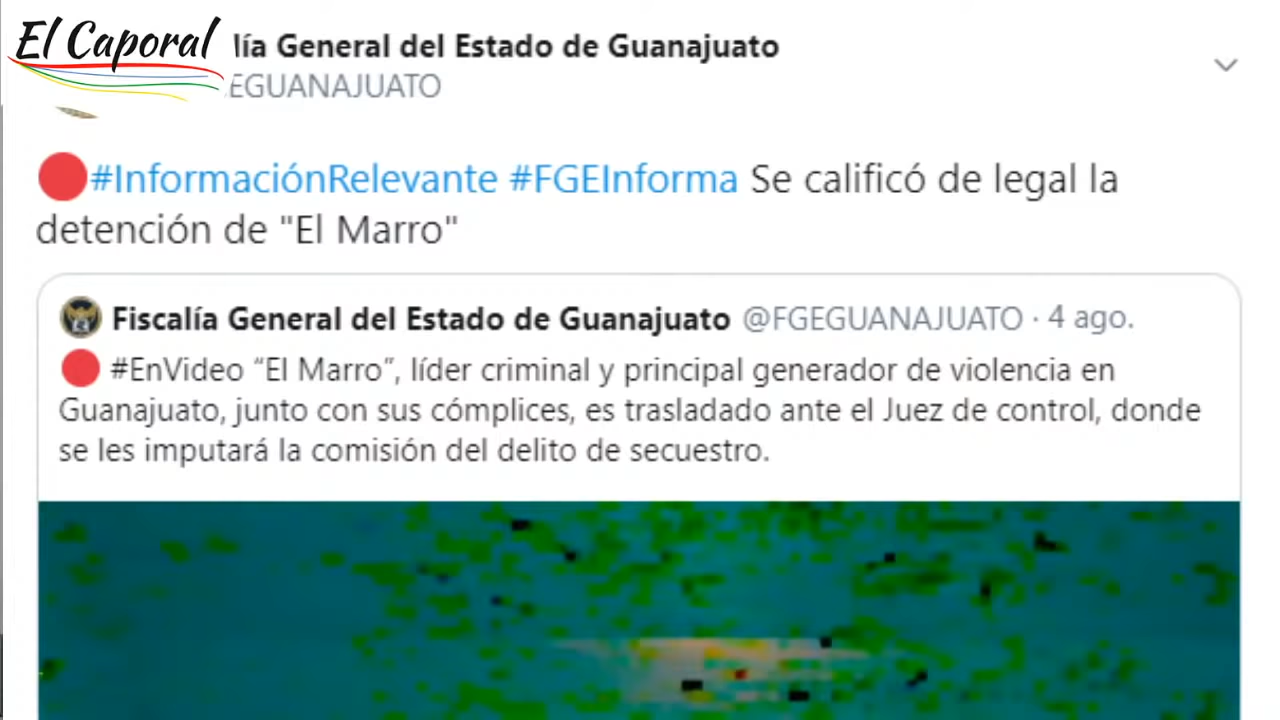 El Caporal
lía General del Estado de Guanajuato
EGUANAJUATO
#InformaciónRelevante #FGEInforma Se calificó de legal la
detención de "El Marro"
Fiscalía General del Estado de Guanajuato @FGEGUANAJUATO · 4 ago.
#EnVideo “El Marro”, líder criminal y principal generador de violencia en
Guanajuato, junto con sus cómplices, es trasladado ante el Juez de control, donde
se les imputará la comisión del delito de secuestro.